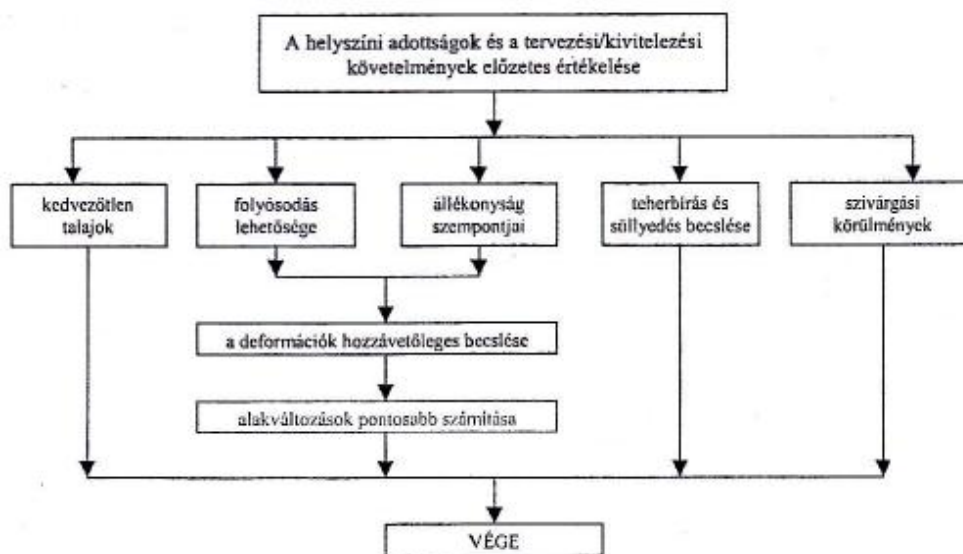 A helyszíni adottságok és a tervezési/kivitelezési
követelmények előzetes értékelése
kedvezőtlen
talajok
folyósodás
lehetősége
állékonyság
szempontjai
teherbírás és
süllyedés becslése
szivárgási
körülmények
a deformációk hozzávetőleges becslése
alakváltozások pontosabb számítása
VÉGE